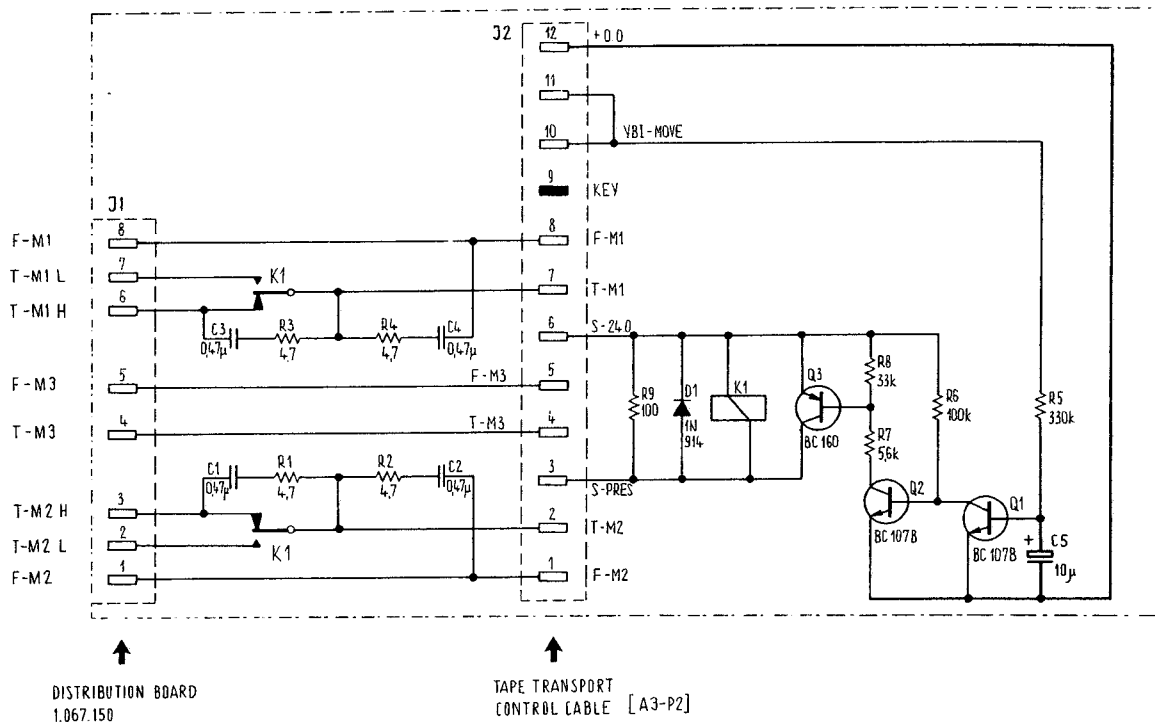 J2
12 +0.0
11
10 YBI-MOVE
9 KEY
J1
F-M1 8
8 F-M1
T-M1 L 7
K1
7 T-M1
T-M1 H 6
C3 0,47µ
R3 4,7
R4 4,7
C4 0,47µ
6 S-240
F-M3 5
F-M3 5
T-M3 4
T-M3 4
R9 100
D1 1N 914
K1
Q3 BC 160
R8 33k
R6 100k
R5 330k
R7 5,6k
C1 0,47µ
R1 4,7
R2 4,7
C2 0,47µ
3 S-PRES
T-M2 H 3
2 T-M2
T-M2 L 2
K1
F-M2 1
1 F-M2
Q2 BC 107B
Q1 BC 107B
+ C5 10µ
DISTRIBUTION BOARD
1.067.150
TAPE TRANSPORT
CONTROL CABLE [A3-P2]